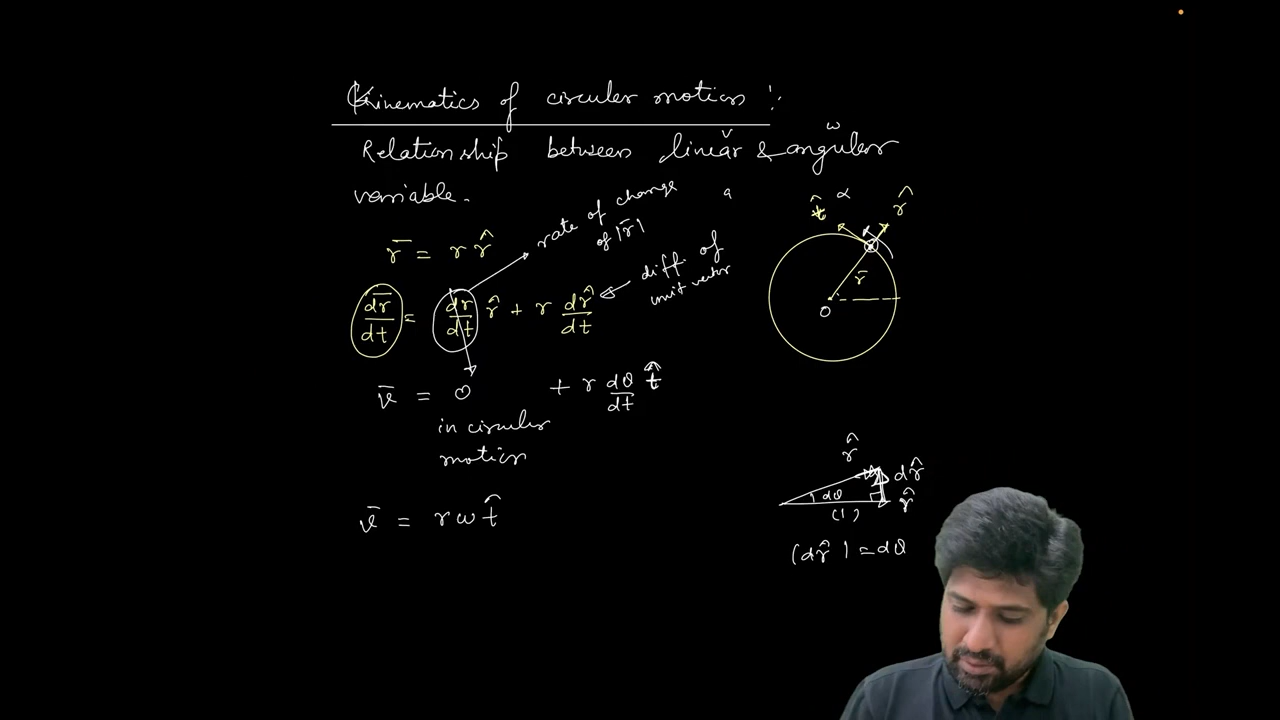 Kinematics of circular motion :
Relationship between linear & angular
v ω
variable.
a α
r̄ = r r̂
rate of change
of |r̄|
dr̄/dt = dr/dt r̂ + r dr̂/dt
diff. of
unit vector
v̄ = 0 + r dθ/dt t̂
in circular
motion
v̄ = r ω t̂
t̂ r̂
r̄
O
r̂
dr̂
dθ r̂
(1)
|dr̂| = dθ